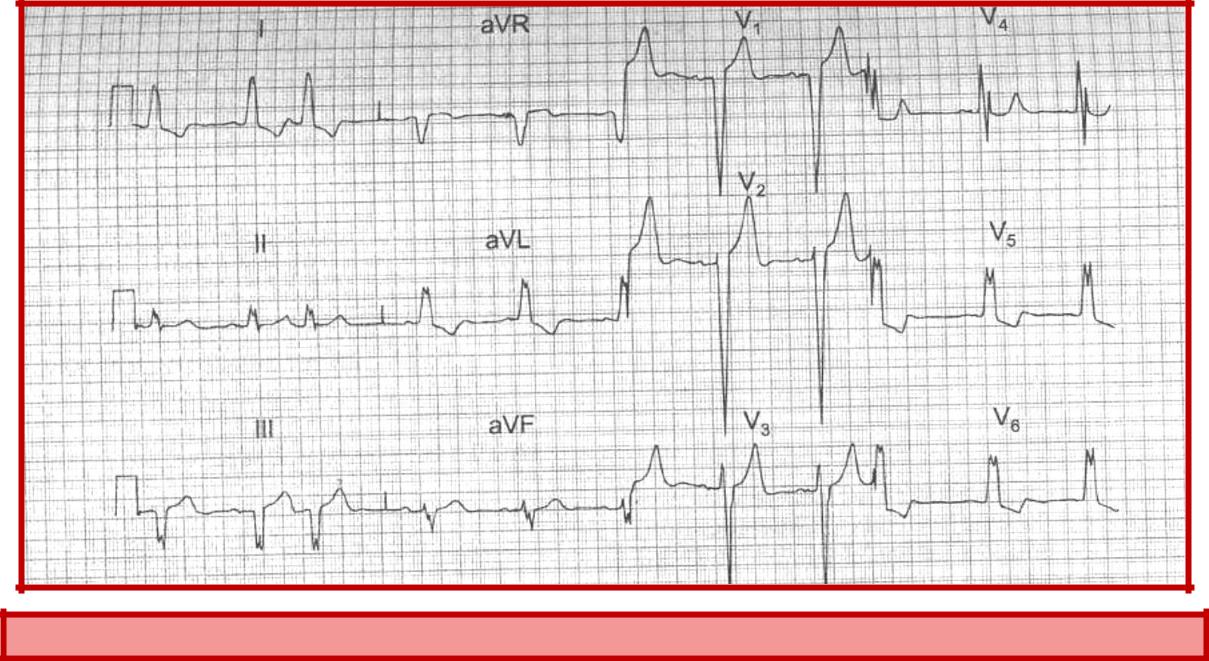 I aVR V₁ V₄
II aVL V₂ V₅
III aVF V₃ V₆